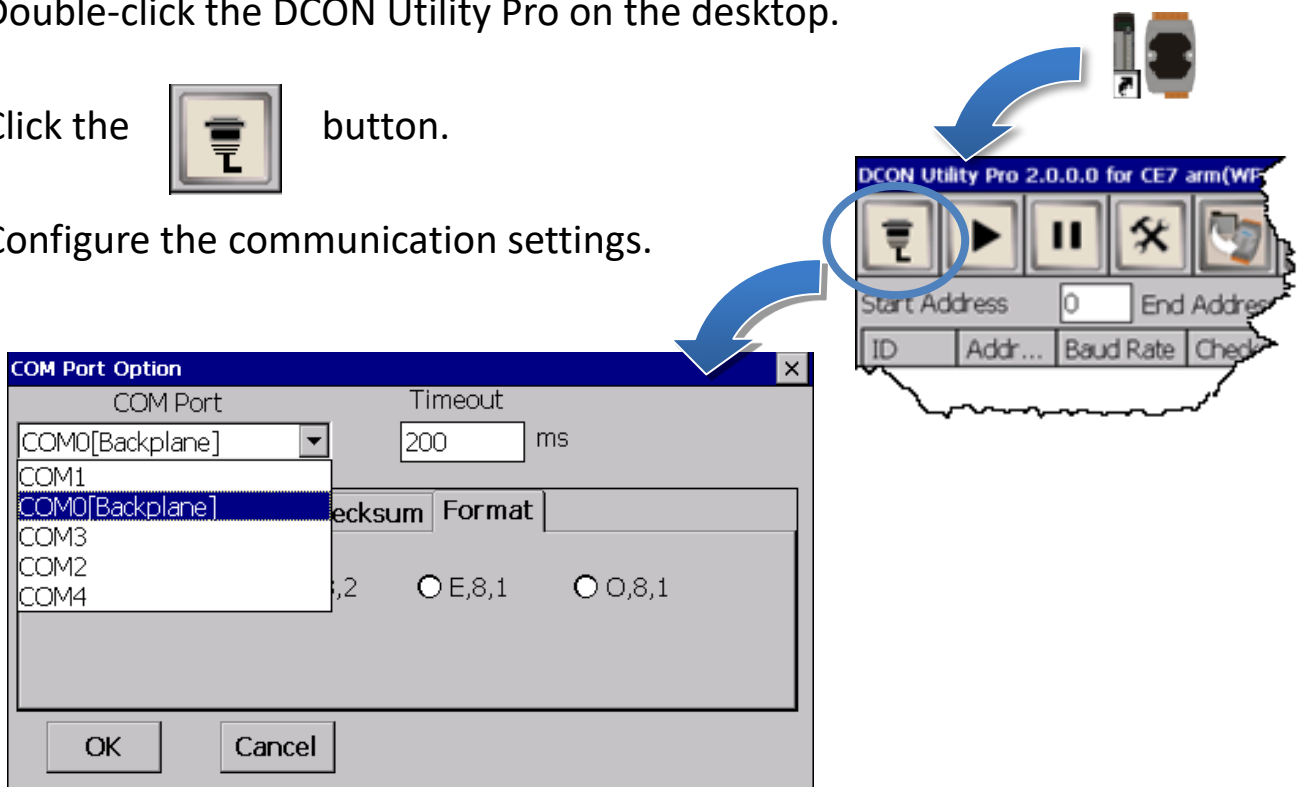 Double-click the DCON Utility Pro on the desktop.
Click the button.
Configure the communication settings.
DCON Utility Pro 2.0.0.0 for CE7 arm(WP
Start Address 0 End Address
ID Addr... Baud Rate Check
COM Port Option
COM Port Timeout
COM0[Backplane] 200 ms
COM1
COM0[Backplane]
COM3
COM2
COM4
ecksum Format
,2 E,8,1 O,8,1
OK Cancel